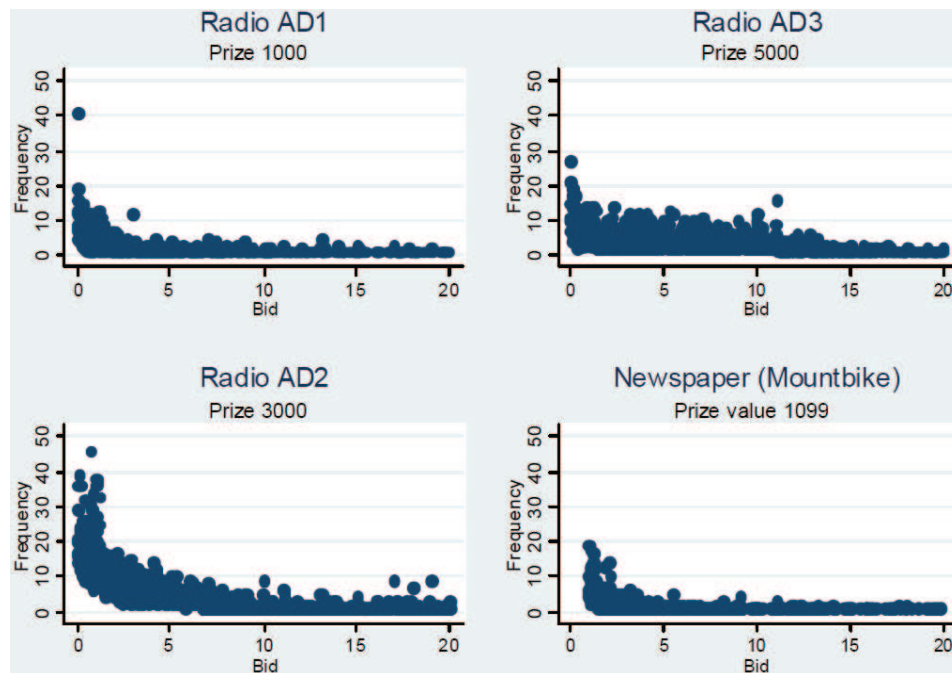 Radio AD1
Prize 1000
50
40
30
20
10
0
Frequency
0 5 10 15 20
Bid
Radio AD3
Prize 5000
50
40
30
20
10
0
Frequency
0 5 10 15 20
Bid
Radio AD2
Prize 3000
50
40
30
20
10
0
Frequency
0 5 10 15 20
Bid
Newspaper (Mountbike)
Prize value 1099
50
40
30
20
10
0
Frequency
0 5 10 15 20
Bid